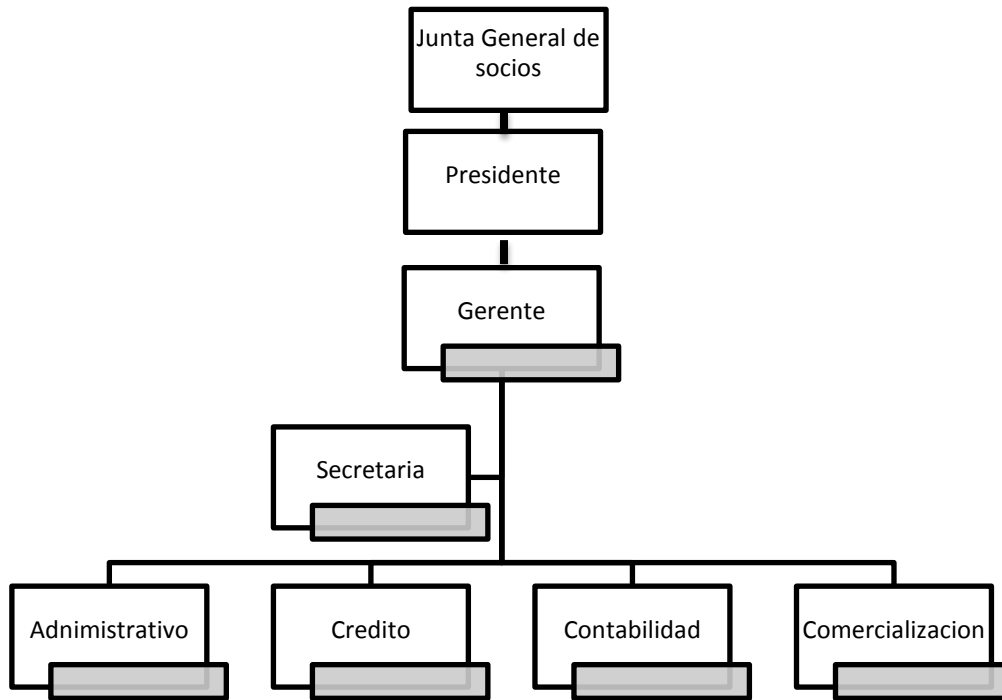 Junta General de
socios
Presidente
Gerente
Secretaria
Adnimistrativo
Credito
Contabilidad
Comercializacion